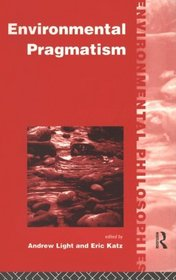 Environmental
Pragmatism
ENVIRONMENTAL PHILOSOPHIES
edited by
Andrew Light and Eric Katz
R